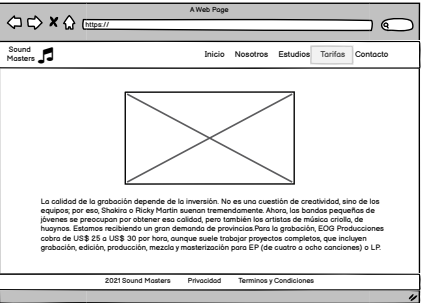 A Web Page
https://
Sound
Masters
Inicio Nosotros Estudios Tarifas Contacto
La calidad de la grabación depende de la inversión. No es una cuestión de creatividad, sino de los
equipos; por eso, Shakira o Ricky Martin suenan tremendamente. Ahora, las bandas pequeñas de
jóvenes se preocupan por obtener esa calidad, pero también los artistas de música criolla, de
huaynos. Estamos recibiendo un gran demanda de provincias.Para la grabación, EOG Producciones
cobra de US$ 25 a US$ 30 por hora, aunque suele trabajar proyectos completos, que incluyen
grabación, edición, producción, mezcla y masterización para EP (de cuatro a ocho canciones) o LP.
2021 Sound Masters Privacidad Terminos y Condiciones